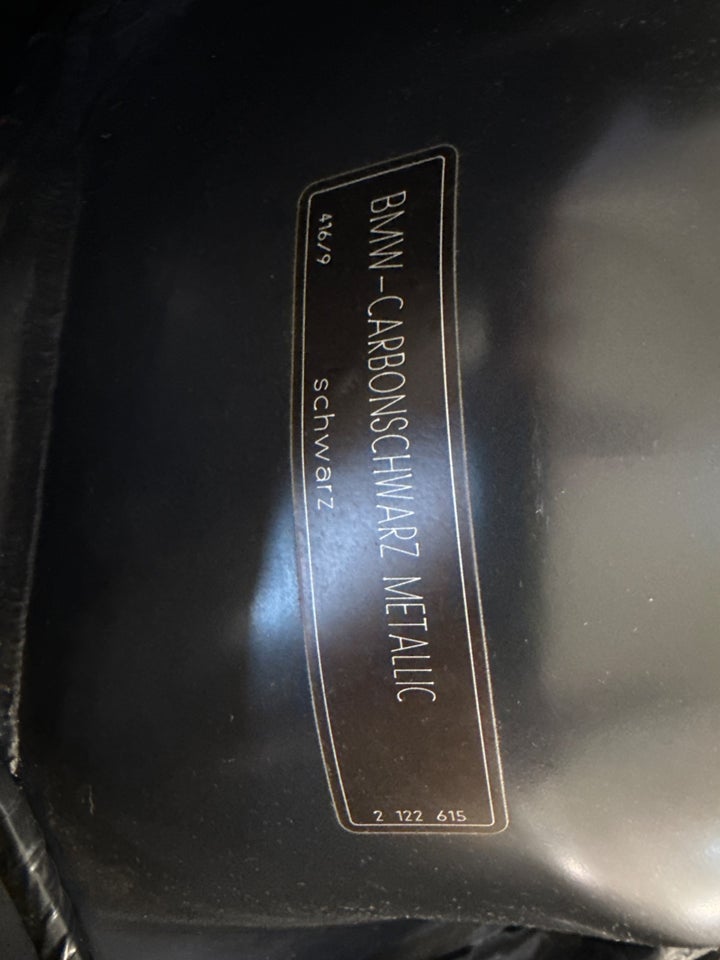 BMW-CARBONSCHWARZ METALLIC
416/9 schwarz
2 122 615